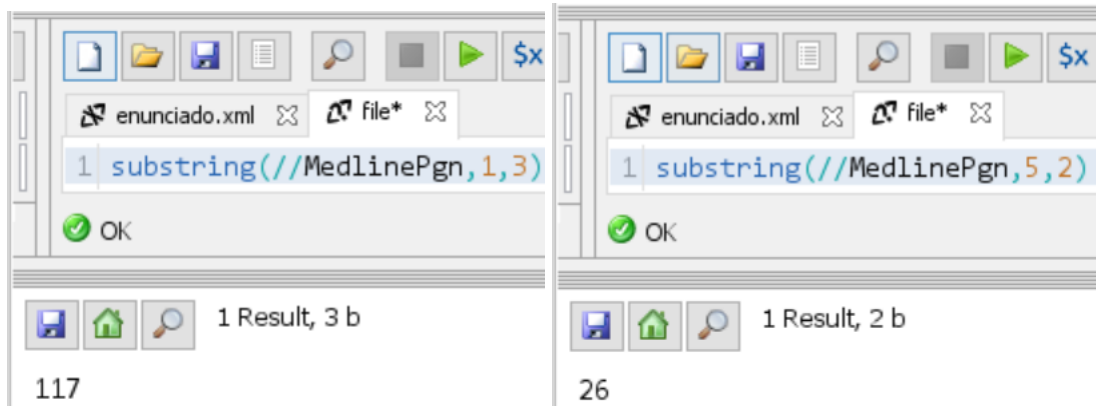 $x
enunciado.xml file*
1 substring(//MedlinePgn,1,3)
OK
1 Result, 3 b
117
$x
enunciado.xml file*
1 substring(//MedlinePgn,5,2)
OK
1 Result, 2 b
26